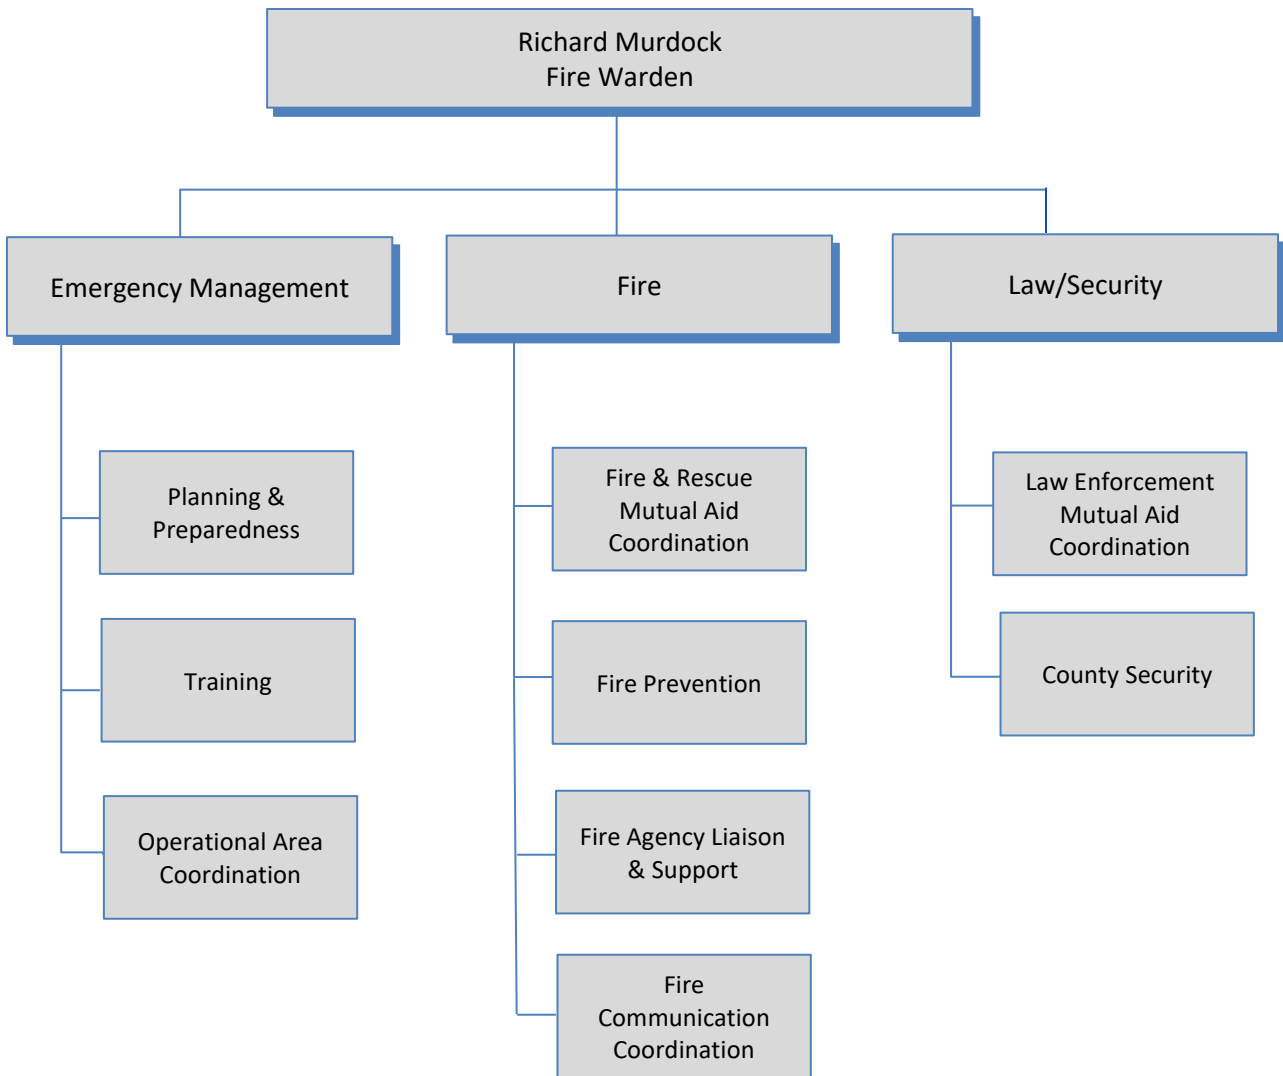 Richard Murdock
Fire Warden
Emergency Management
Fire
Law/Security
Planning &
Preparedness
Training
Operational Area
Coordination
Fire & Rescue
Mutual Aid
Coordination
Fire Prevention
Fire Agency Liaison
& Support
Fire
Communication
Coordination
Law Enforcement
Mutual Aid
Coordination
County Security